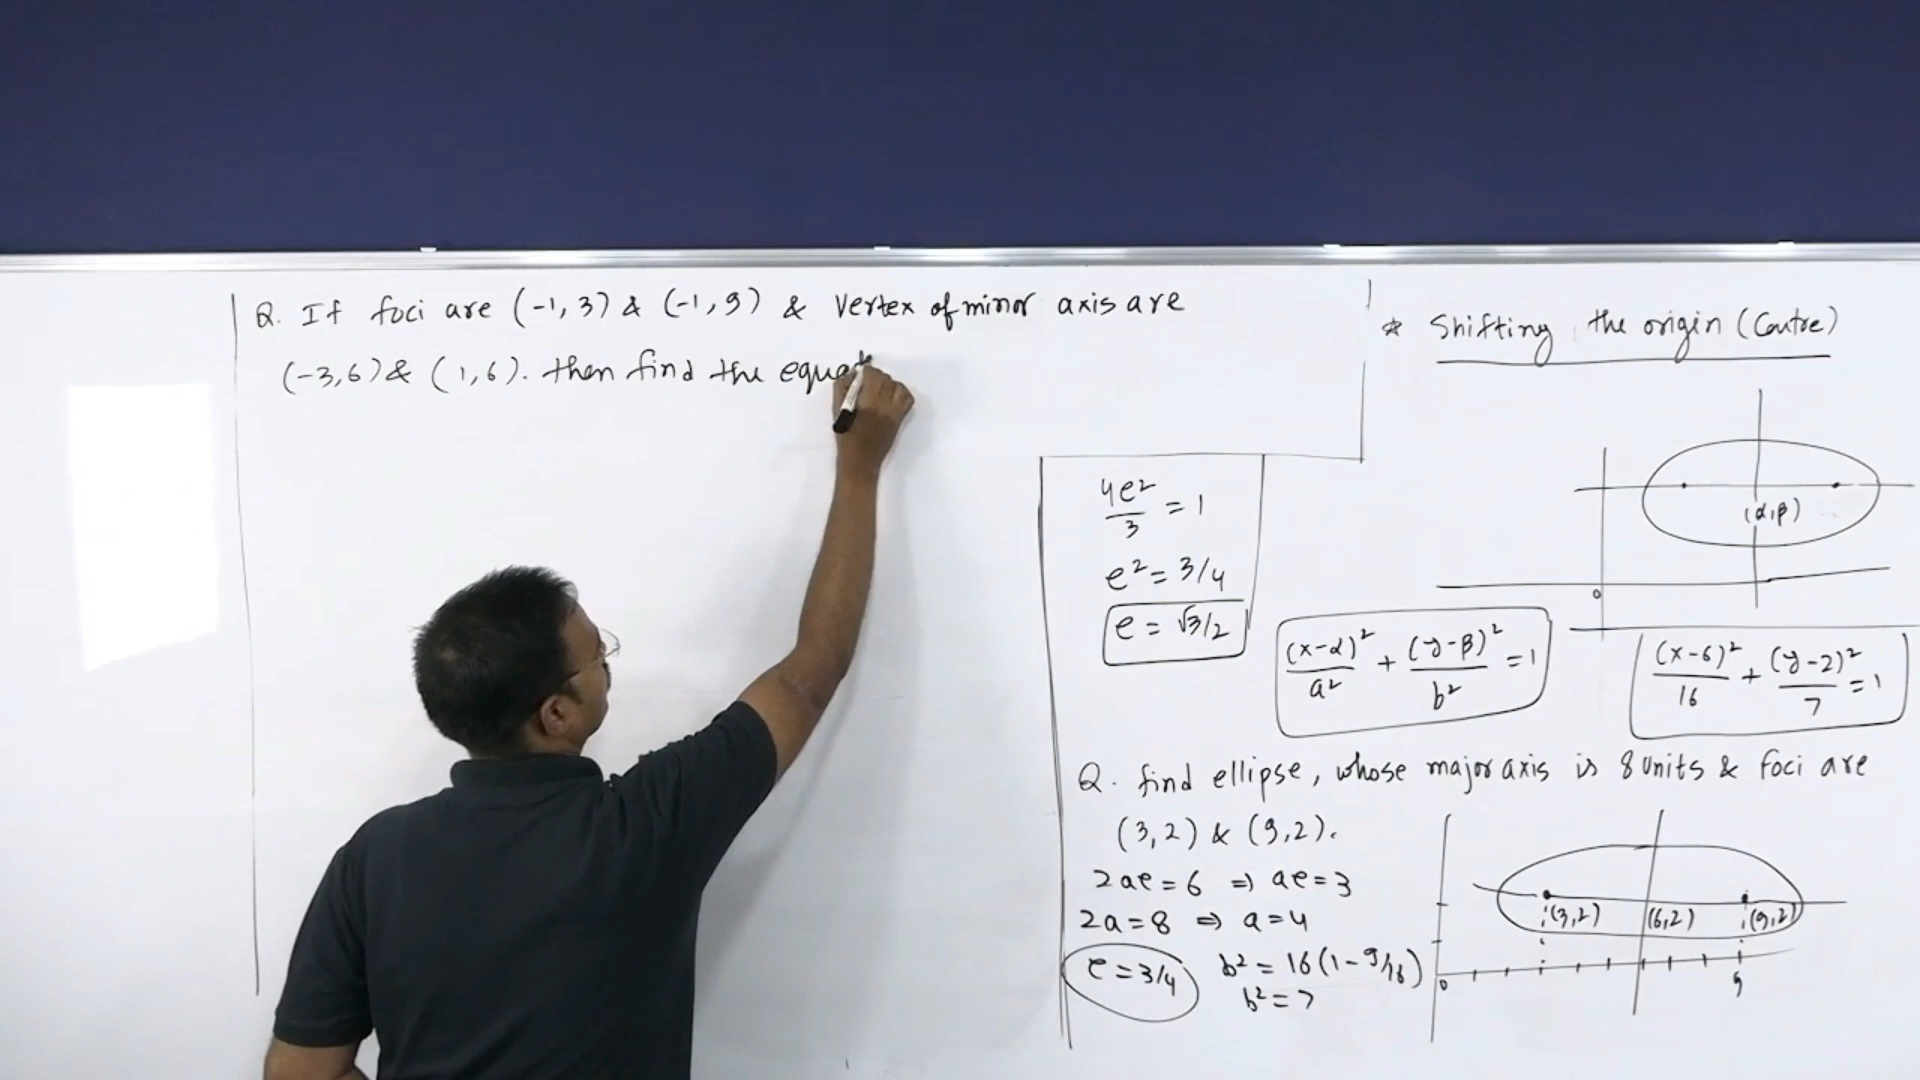 Q. If foci are (-1, 3) & (-1, 9) & Vertex of minor axis are
(-3,6) & (1,6). then find the equat
* Shifting the origin (Centre)
(α,β)
0
4e²/3 = 1
e² = 3/4
e = √3/2
(x-α)²/a² + (y-β)²/b² = 1
(x-6)²/16 + (y-2)²/7 = 1
Q. find ellipse, whose major axis is 8 units & foci are
(3,2) & (9,2).
2ae = 6 ⇒ ae = 3
2a = 8 ⇒ a = 4
e = 3/4
b² = 16(1 - 9/16)
b² = 7
(3,2) (6,2) (9,2)
0 9